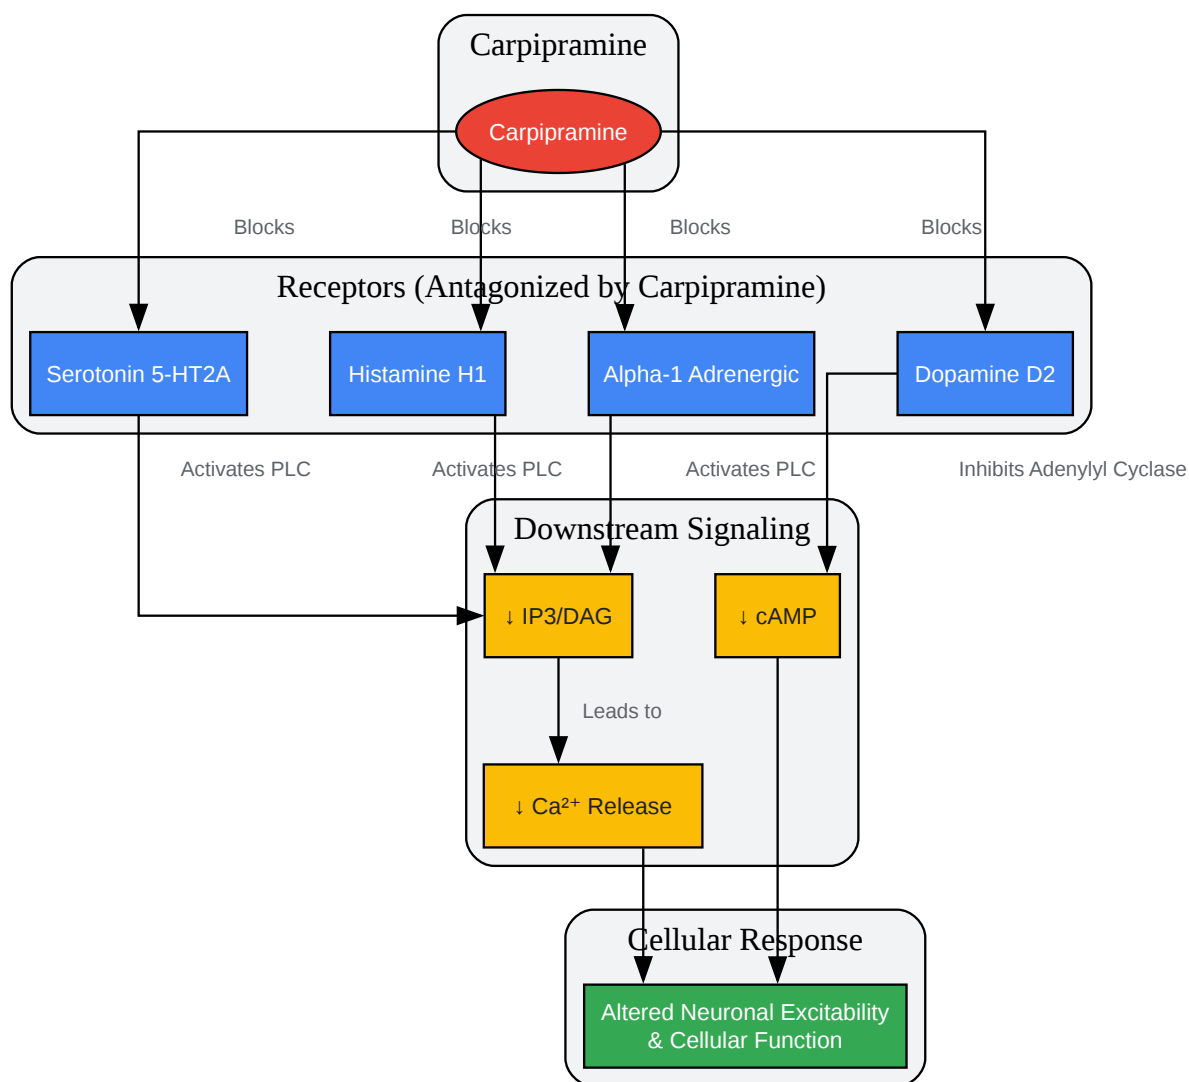 Carpipramine
Carpipramine
Blocks
Blocks
Blocks
Blocks
Receptors (Antagonized by Carpipramine)
Serotonin 5-HT2A
Histamine H1
Alpha-1 Adrenergic
Dopamine D2
Activates PLC
Activates PLC
Activates PLC
Inhibits Adenylyl Cyclase
Downstream Signaling
↓ IP3/DAG
↓ cAMP
Leads to
↓ Ca²⁺ Release
Cellular Response
Altered Neuronal Excitability
& Cellular Function